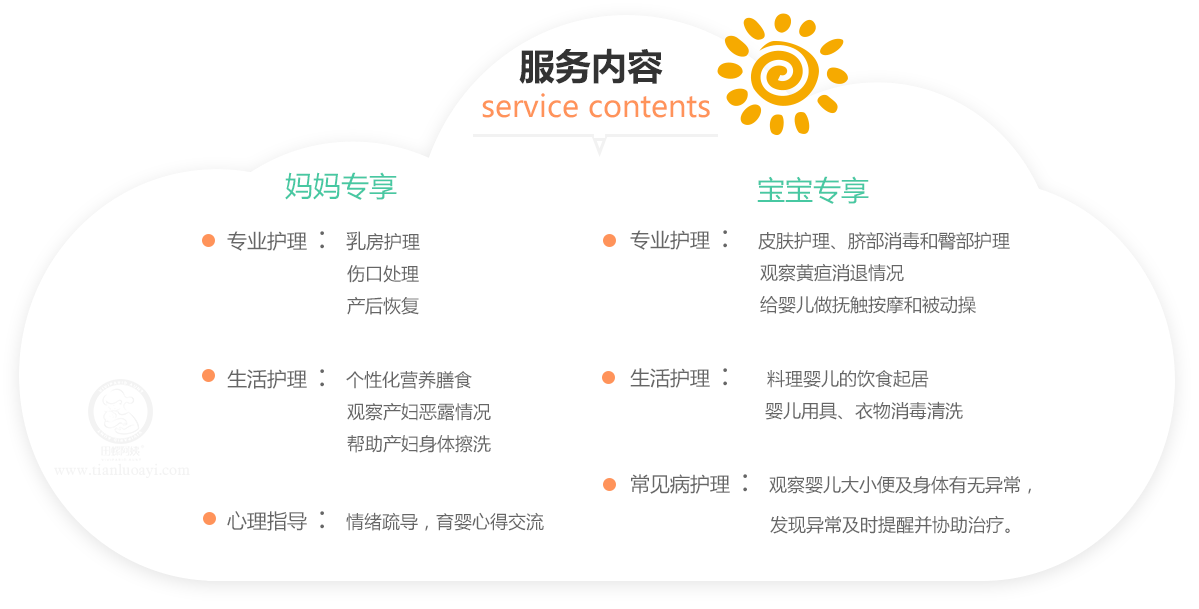 服务内容
service contents
妈妈专享
专业护理：乳房护理
伤口处理
产后恢复
生活护理：个性化营养膳食
观察产妇恶露情况
帮助产妇身体擦洗
心理指导：情绪疏导，育婴心得交流
宝宝专享
专业护理：皮肤护理、脐部消毒和臀部护理
观察黄疸消退情况
给婴儿做抚触按摩和被动操
生活护理：料理婴儿的饮食起居
婴儿用具、衣物消毒清洗
常见病护理：观察婴儿大小便及身体有无异常，
发现异常及时提醒并协助治疗。
www.tianluoayi.com